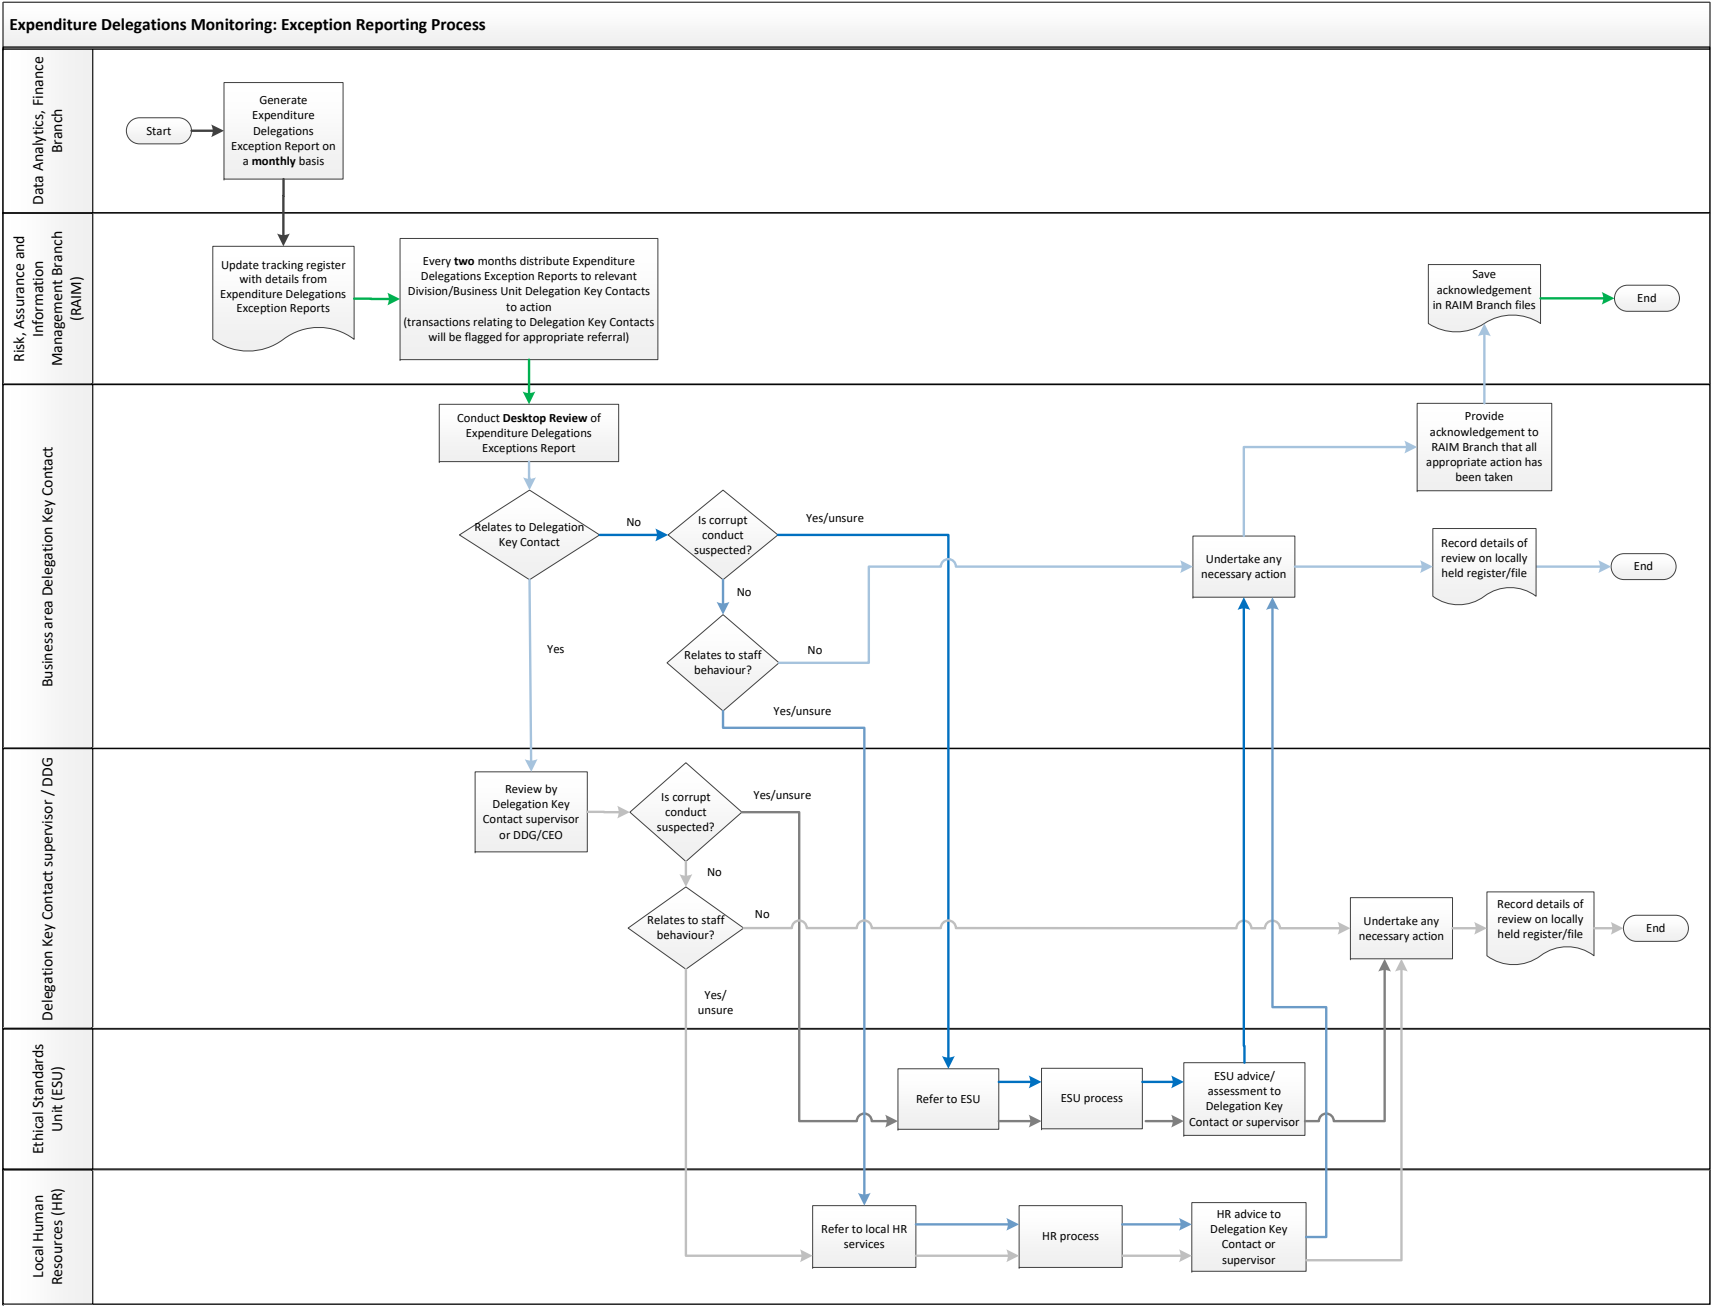 Expenditure Delegations Monitoring: Exception Reporting Process
Data Analytics, Finance
Branch
Start
Generate
Expenditure
Delegations
Exception Report on
a monthly basis
Risk, Assurance and
Information
Management Branch
(RAIM)
Update tracking register
with details from
Expenditure Delegations
Exception Reports
Every two months distribute Expenditure
Delegations Exception Reports to relevant
Division/Business Unit Delegation Key Contacts
to action
(transactions relating to Delegation Key Contacts
will be flagged for appropriate referral)
Save
acknowledgement
in RAIM Branch files
End
Business area Delegation Key Contact
Conduct Desktop Review of
Expenditure Delegations
Exceptions Report
Provide
acknowledgement to
RAIM Branch that all
appropriate action has
been taken
Relates to Delegation
Key Contact
No
Is corrupt
conduct
suspected?
Yes/unsure
Undertake any
necessary action
Record details of
review on locally
held register/file
End
No
Yes
Relates to staff
behaviour?
No
Yes/unsure
Delegation Key Contact supervisor / DDG
Review by
Delegation Key
Contact supervisor
or DDG/CEO
Is corrupt
conduct
suspected?
Yes/unsure
No
Relates to staff
behaviour?
No
Undertake any
necessary action
Record details of
review on locally
held register/file
End
Yes/
unsure
Ethical Standards
Unit (ESU)
Refer to ESU
ESU process
ESU advice/
assessment to
Delegation Key
Contact or supervisor
Local Human
Resources (HR)
Refer to local HR
services
HR process
HR advice to
Delegation Key
Contact or
supervisor